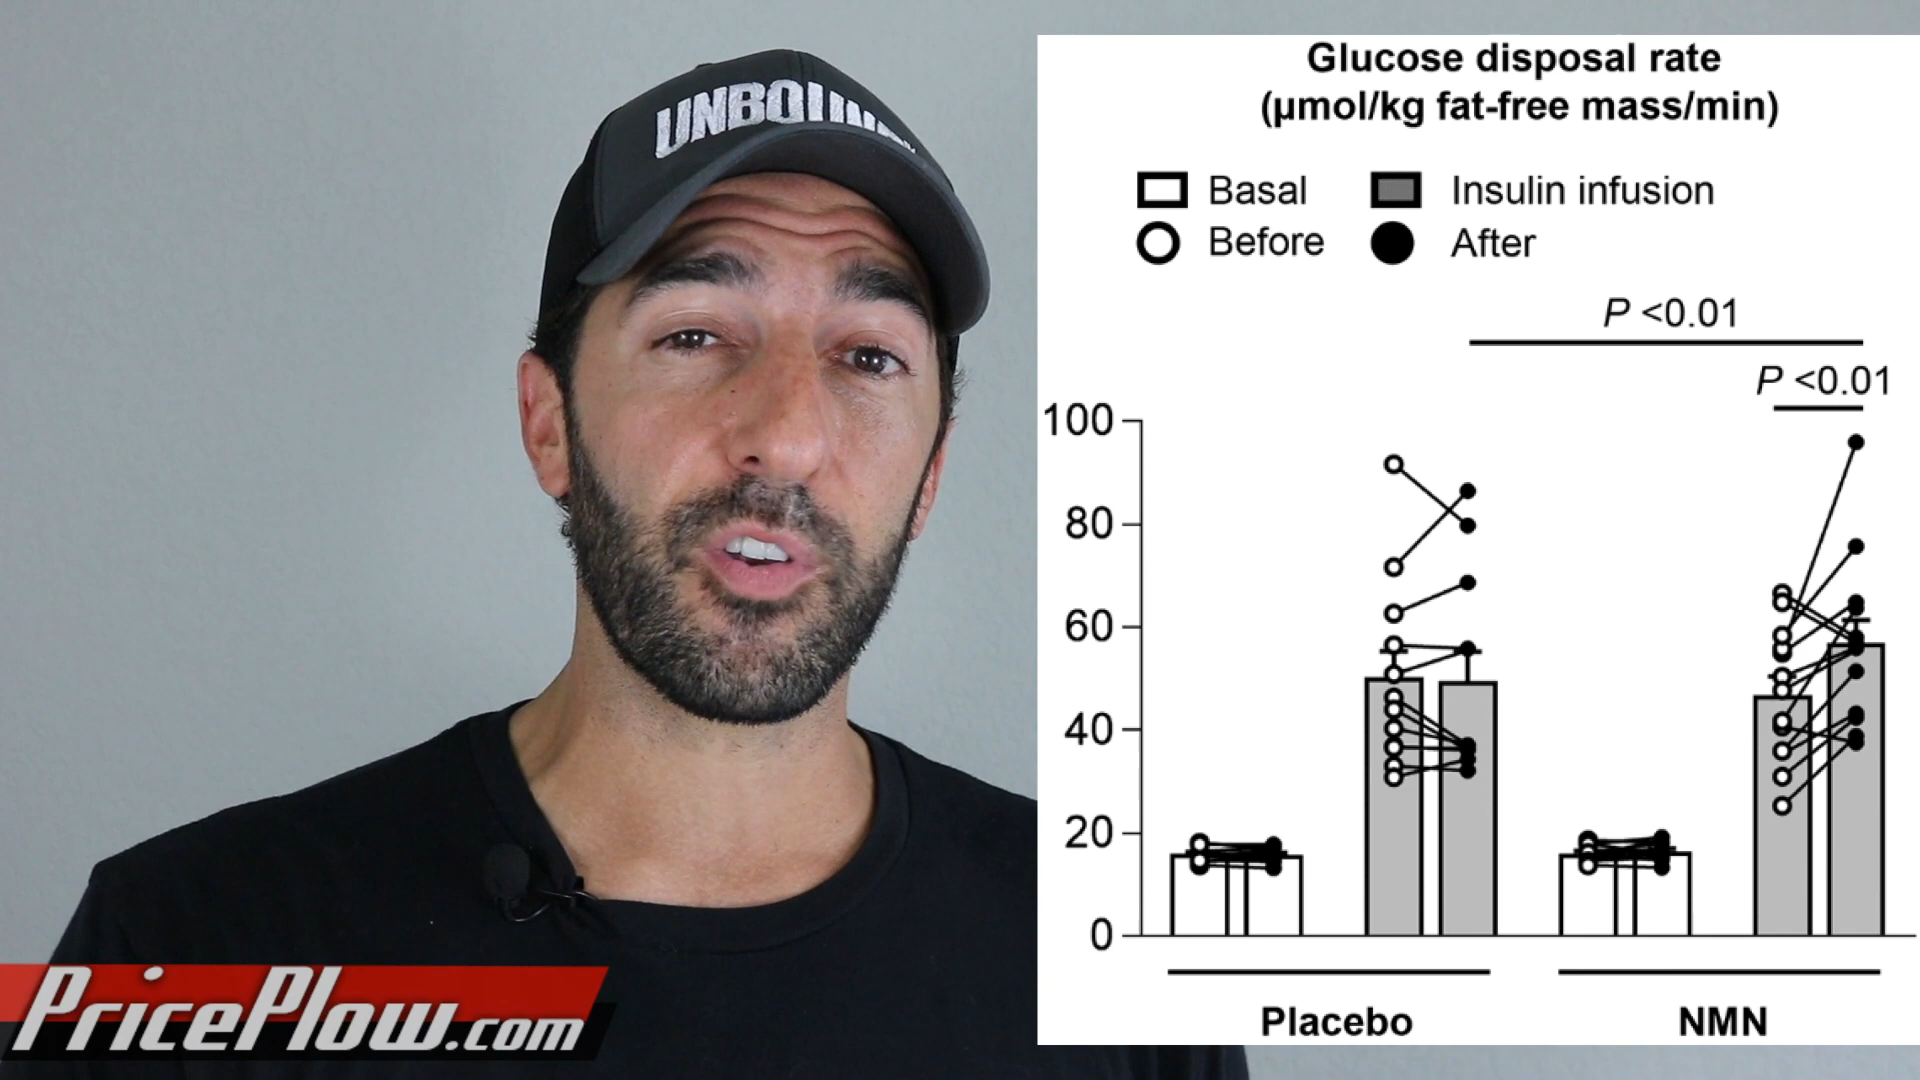 UNBOUND
Glucose disposal rate
(µmol/kg fat-free mass/min)
Basal Insulin infusion
Before After
P <0.01
P <0.01
100
80
60
40
20
0
Placebo NMN
PricePlow.com